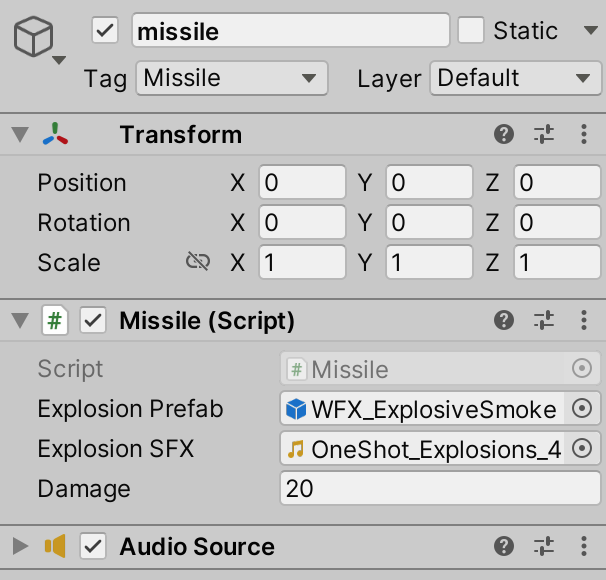 missile Static
Tag Missile Layer Default
Transform
Position X 0 Y 0 Z 0
Rotation X 0 Y 0 Z 0
Scale X 1 Y 1 Z 1
# Missile (Script)
Script # Missile
Explosion Prefab WFX_ExplosiveSmoke
Explosion SFX OneShot_Explosions_4
Damage 20
Audio Source